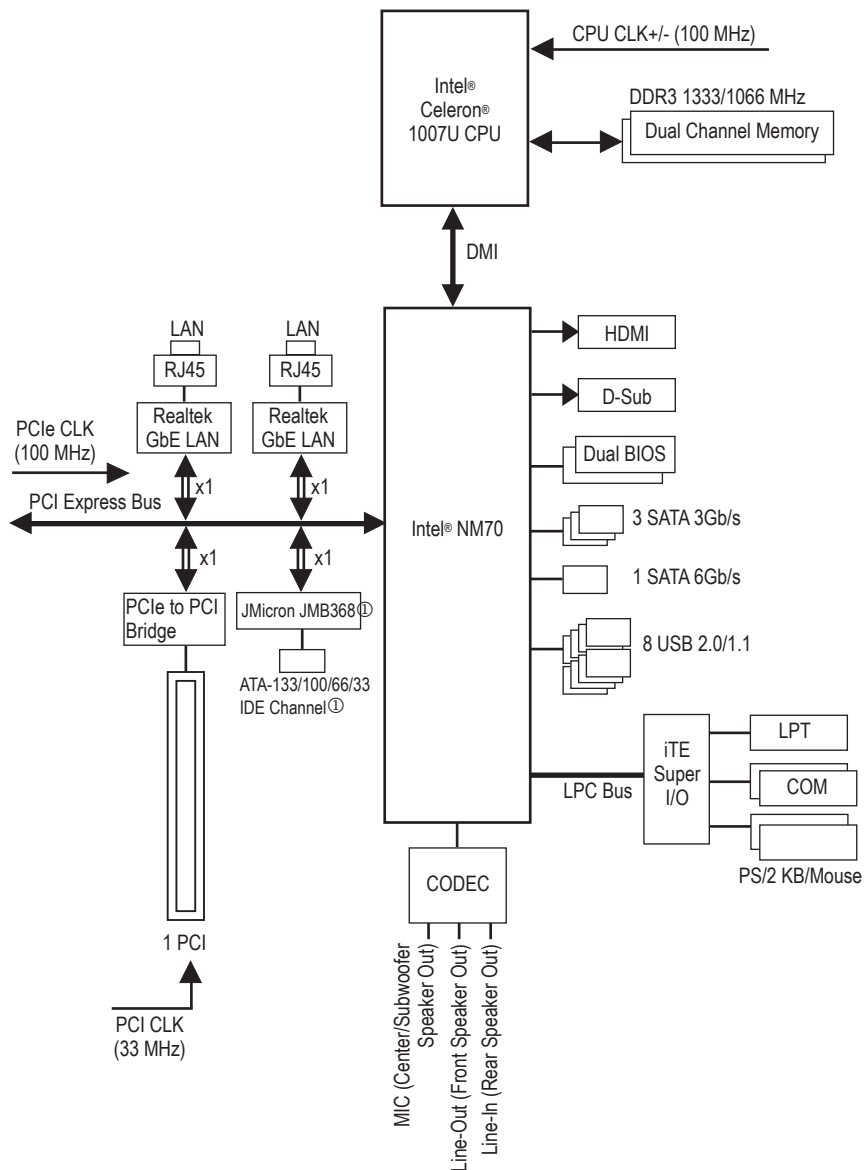 CPU CLK+/- (100 MHz)
Intel®
Celeron®
1007U CPU
DDR3 1333/1066 MHz
Dual Channel Memory
DMI
LAN
RJ45
Realtek
GbE LAN
LAN
RJ45
Realtek
GbE LAN
PCIe CLK
(100 MHz)
x1
x1
PCI Express Bus
x1
x1
PCIe to PCI
Bridge
JMicron JMB368①
ATA-133/100/66/33
IDE Channel①
1 PCI
PCI CLK
(33 MHz)
Intel® NM70
HDMI
D-Sub
Dual BIOS
3 SATA 3Gb/s
1 SATA 6Gb/s
8 USB 2.0/1.1
LPC Bus
iTE
Super
I/O
LPT
COM
PS/2 KB/Mouse
CODEC
MIC (Center/Subwoofer
Speaker Out)
Line-Out (Front Speaker Out)
Line-In (Rear Speaker Out)